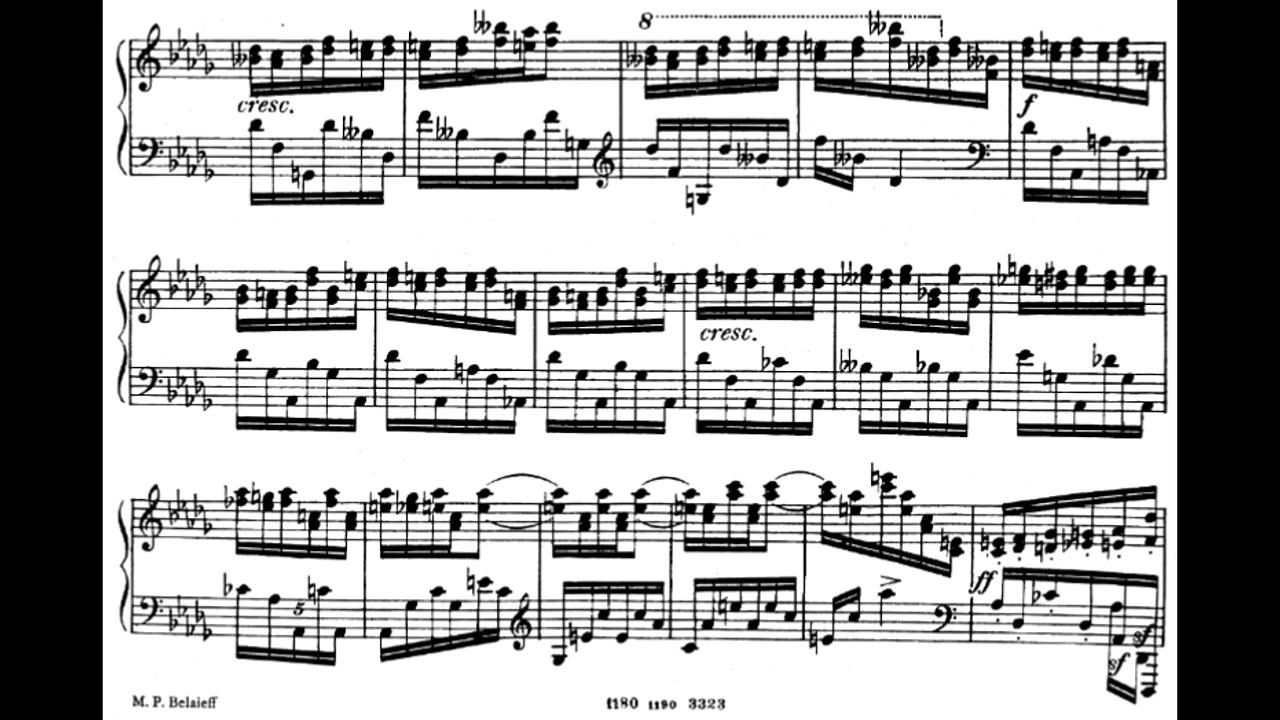 8
cresc.
f
cresc.
5
ff
sf
sf
M. P. Belaieff
1180 1190 3323